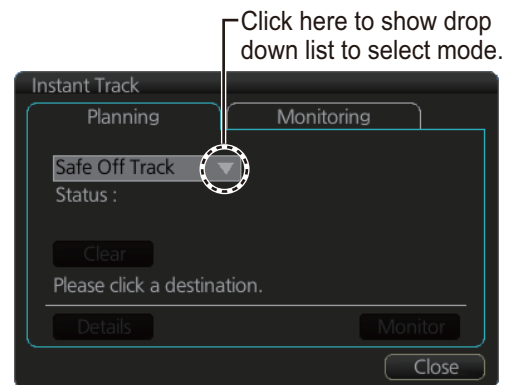 Click here to show drop
down list to select mode.
Instant Track
Planning
Monitoring
Safe Off Track
Status :
Clear
Please click a destination.
Details
Monitor
Close